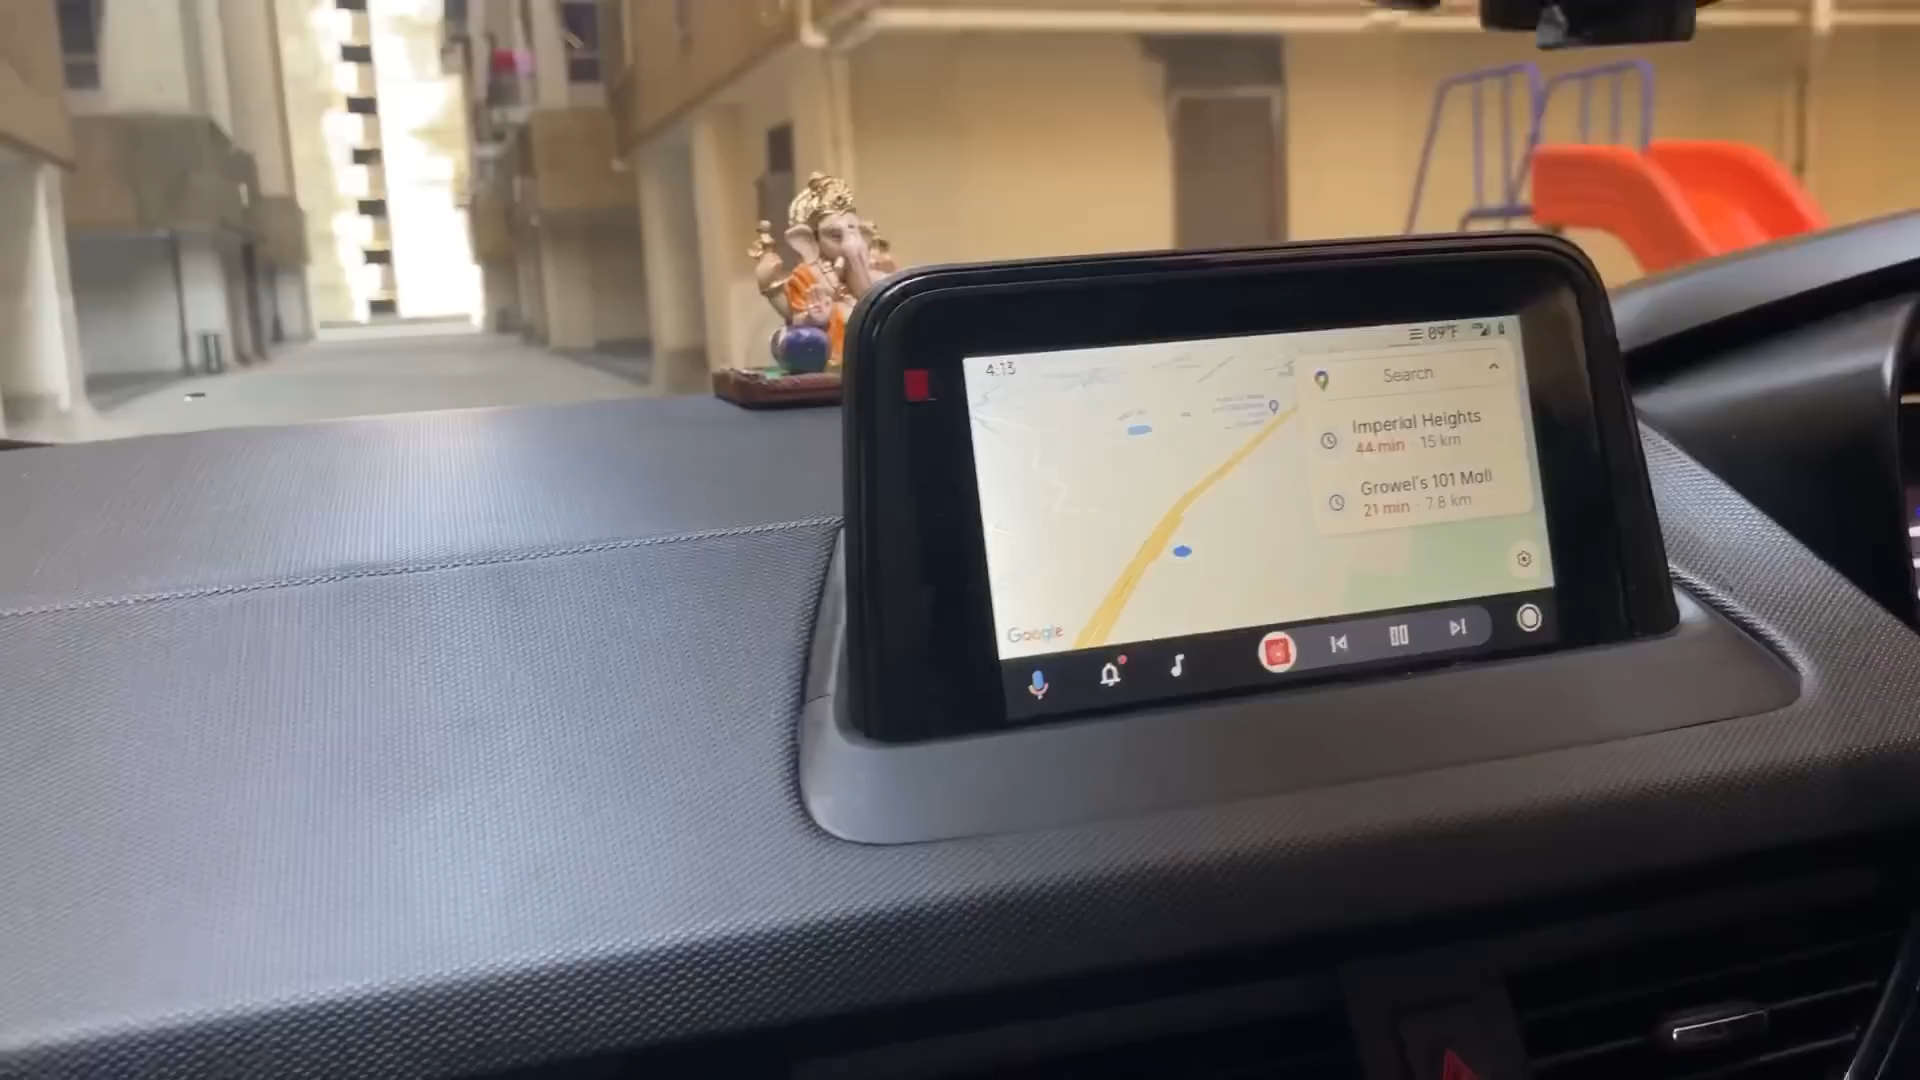 4:13
89°F
Search
Imperial Heights
44 min · 15 km
Growel's 101 Mall
21 min · 7.8 km
Google